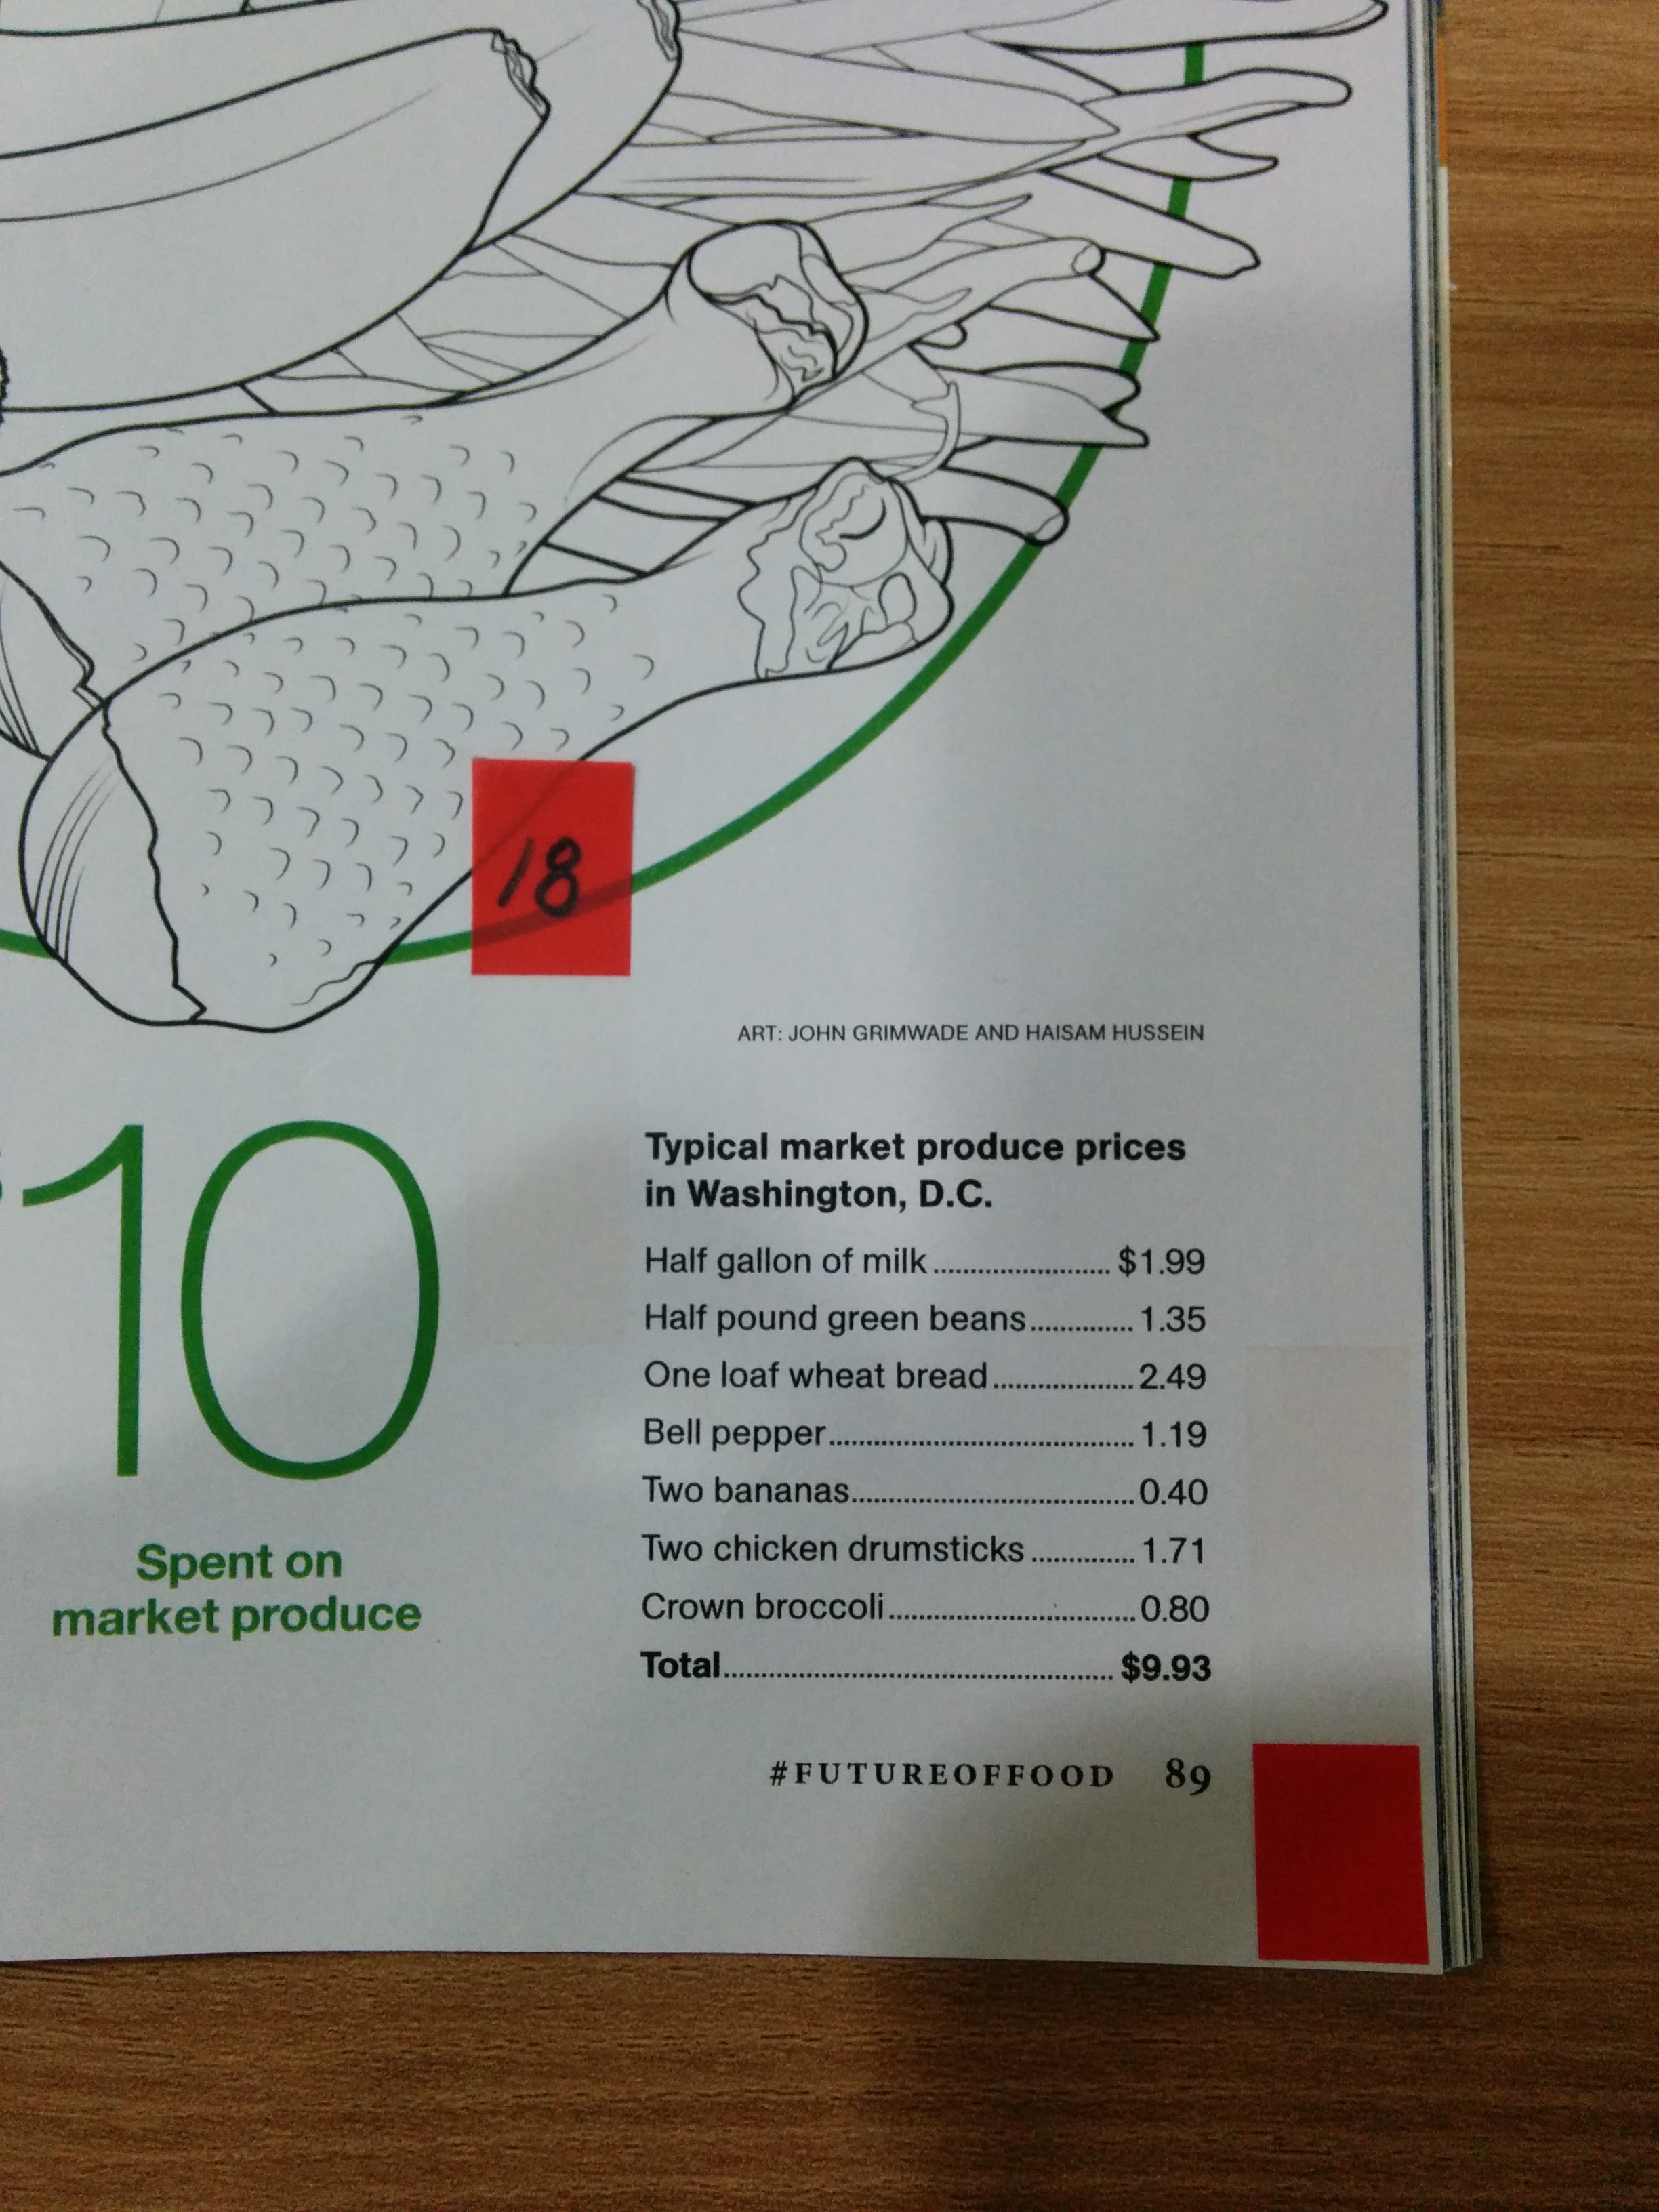 18
ART: JOHN GRIMWADE AND HAISAM HUSSEIN
10
Spent on
market produce
Typical market produce prices
in Washington, D.C.
Half gallon of milk........................ $1.99
Half pound green beans.............. 1.35
One loaf wheat bread................... 2.49
Bell pepper......................................... 1.19
Two bananas...................................... 0.40
Two chicken drumsticks .............. 1.71
Crown broccoli................................. 0.80
Total.................................................... $9.93
#FUTUREOFFOOD 89